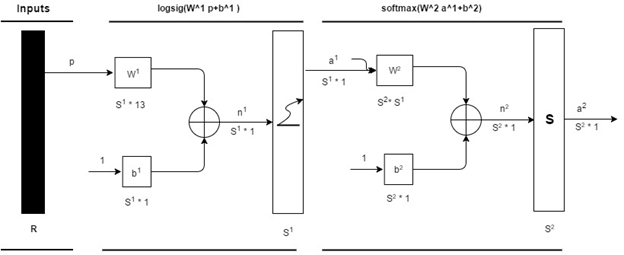 Inputs
logsig(W^1 p+b^1 )
softmax(W^2 a^1+b^2)
p
W¹
S¹ * 13
n¹
S¹ * 1
1
b¹
S¹ * 1
a¹
S¹ * 1
W²
S²* S¹
n²
S² * 1
1
b²
S² * 1
S
a²
S² * 1
R
S¹
S²